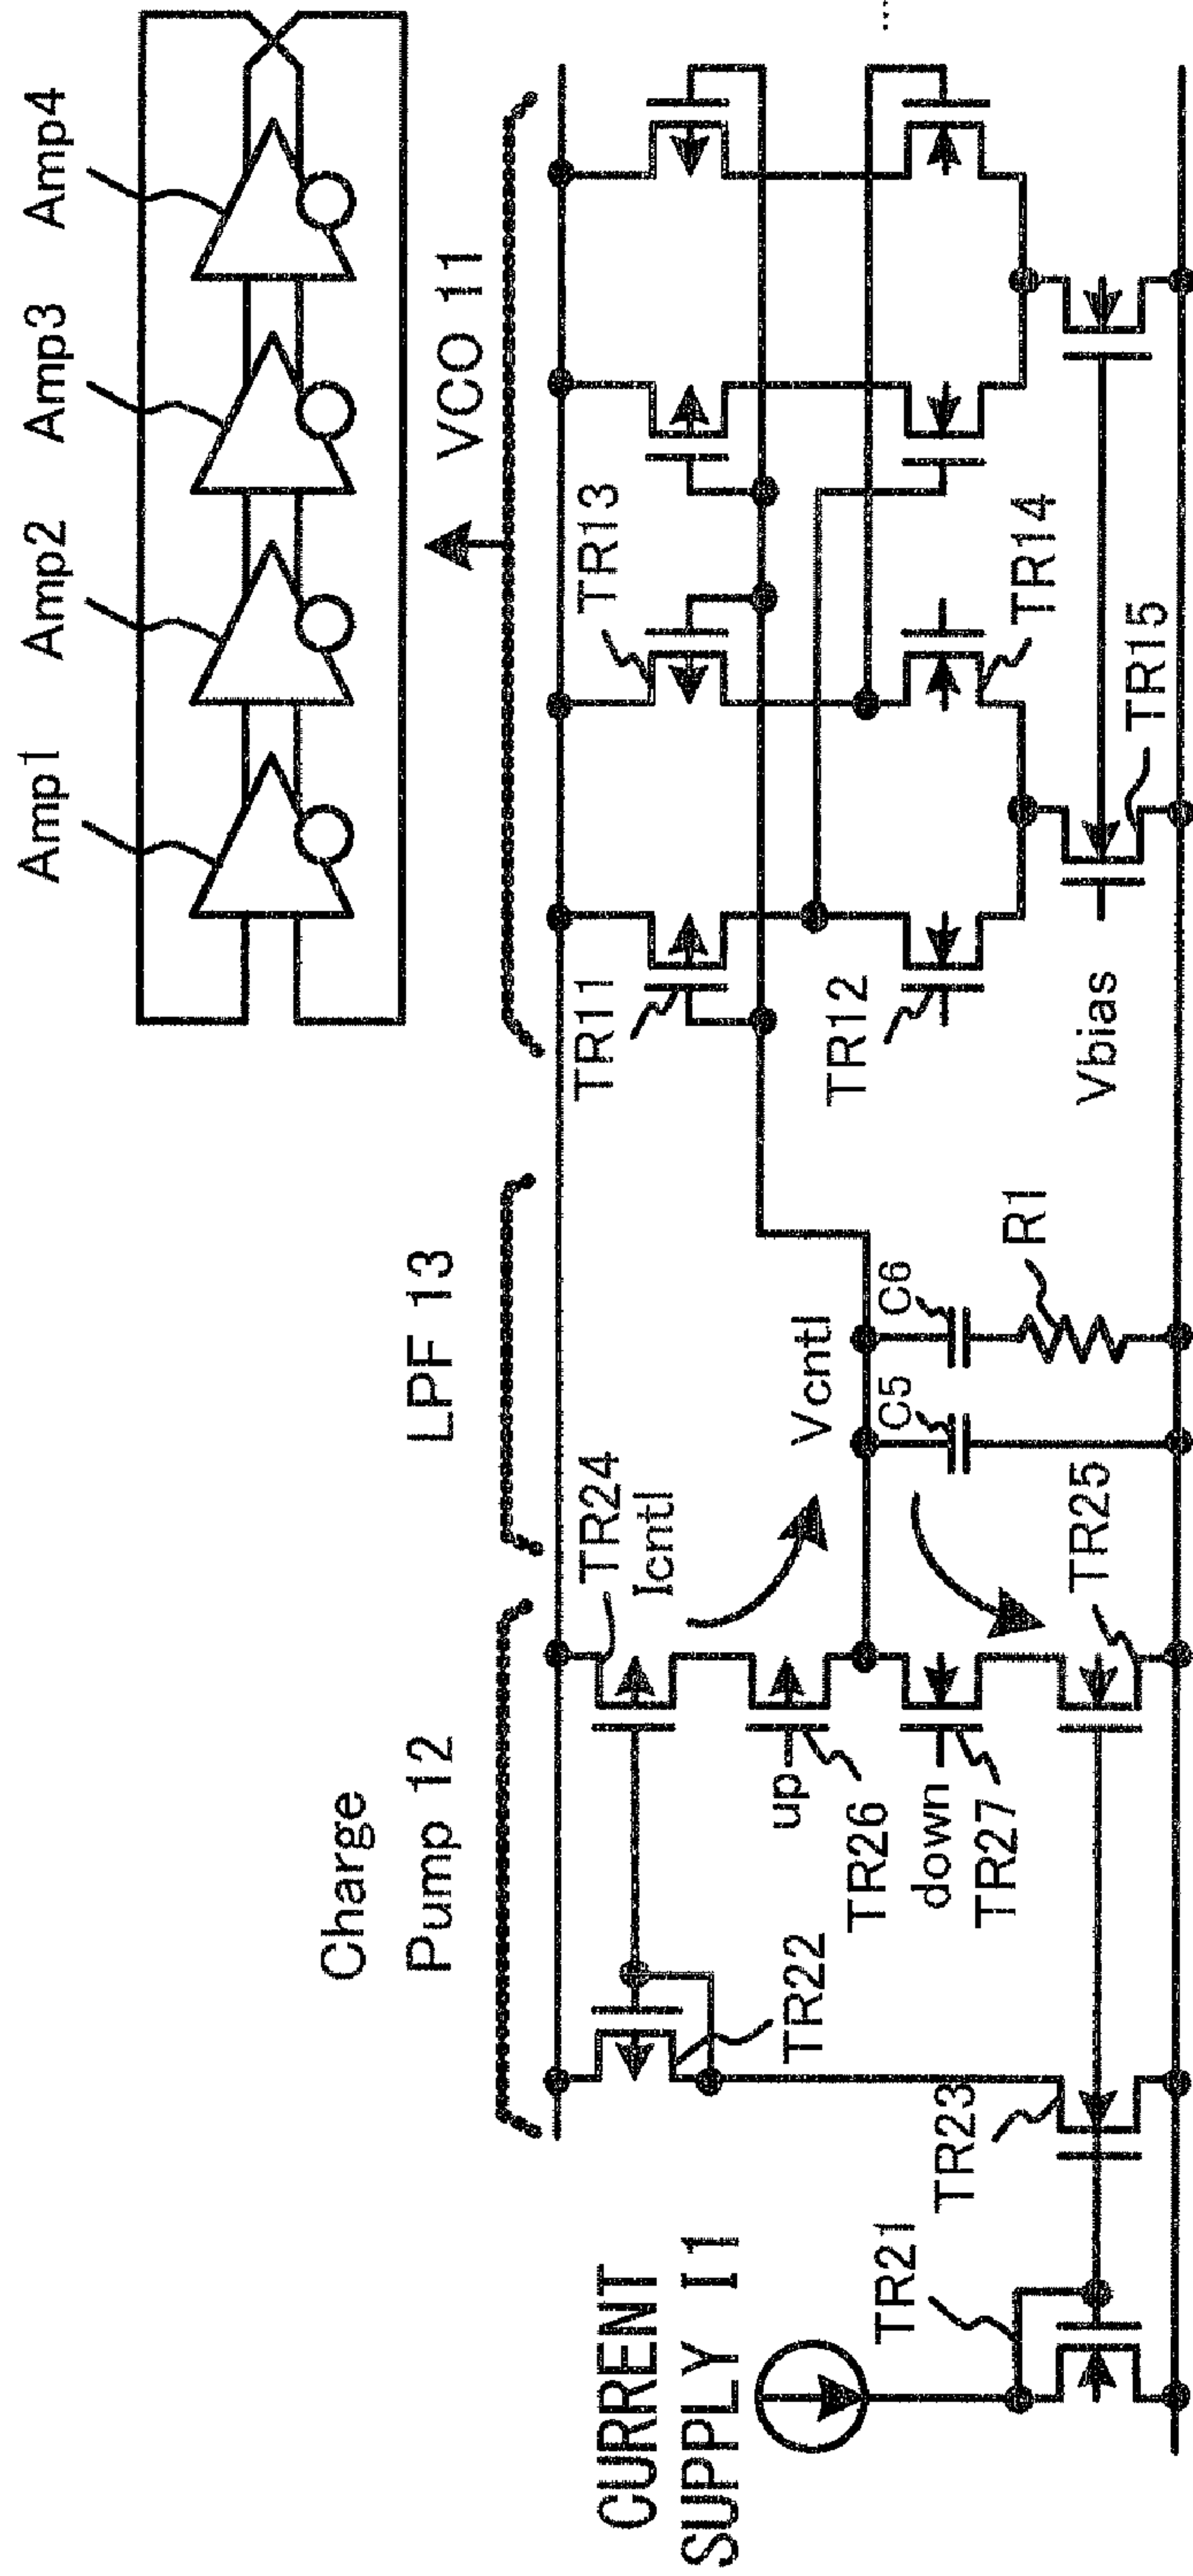 Amp1
Amp2
Amp3
Amp4
Charge
Pump 12
LPF 13
VCO 11
CURRENT
SUPPLY I1
TR21
TR22
TR23
TR24
Icntl
up
TR26
down
TR27
TR25
Vcntl
C5
C6
R1
TR11
TR12
TR13
TR14
TR15
Vbias
...